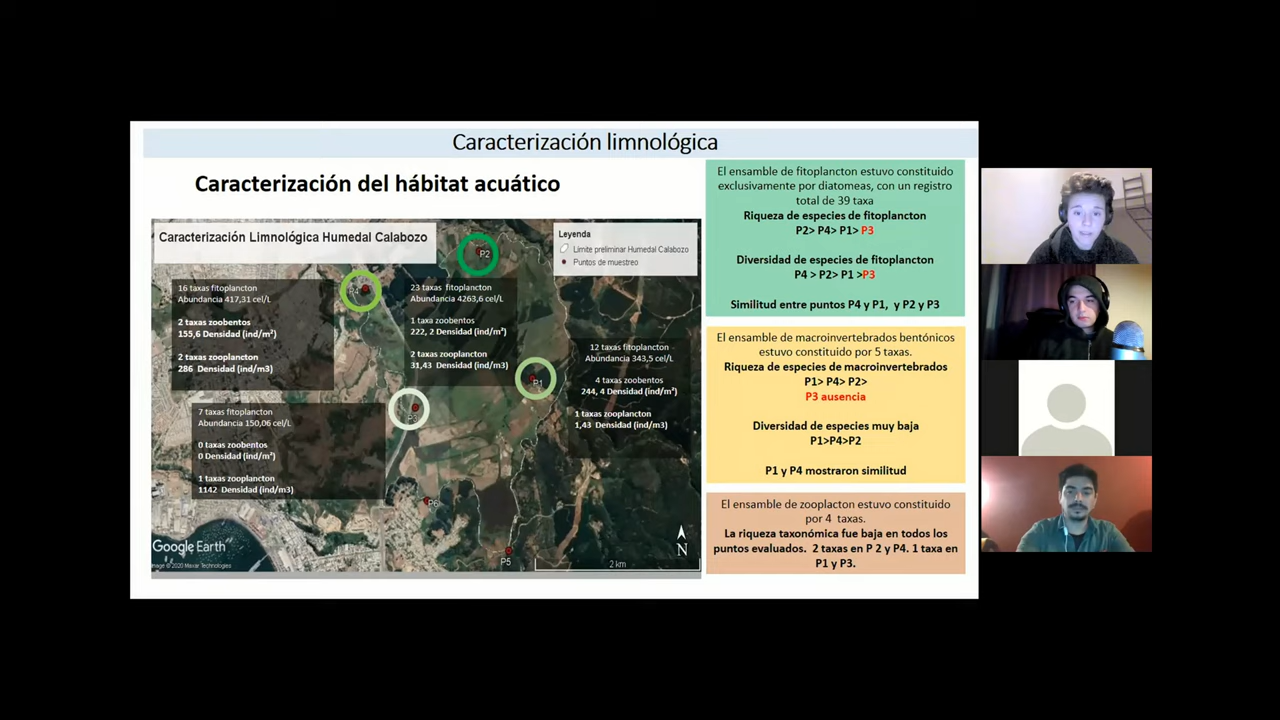 Caracterización limnológica
Caracterización del hábitat acuático
Caracterización Limnológica Humedal Calabozo
Leyenda
Límite preliminar Humedal Calabozo
Puntos de muestreo
P2
P4
16 taxas fitoplancton
Abundancia 417,31 cel/L
2 taxas zoobentos
155,6 Densidad (ind/m²)
2 taxas zooplancton
286 Densidad (ind/m3)
23 taxas fitoplancton
Abundancia 4263,6 cel/L
1 taxa zoobentos
222, 2 Densidad (ind/m²)
2 taxas zooplancton
31,43 Densidad (ind/m3)
P1
12 taxas fitoplancton
Abundancia 343,5 cel/L
4 taxas zoobentos
244, 4 Densidad (ind/m²)
1 taxas zooplancton
1,43 Densidad (ind/m3)
P3
7 taxas fitoplancton
Abundancia 150,06 cel/L
0 taxas zoobentos
0 Densidad (ind/m²)
1 taxas zooplancton
1142 Densidad (ind/m3)
P6
P5
Google Earth
Image © 2020 Maxar Technologies
N
2 km
El ensamble de fitoplancton estuvo constituido
exclusivamente por diatomeas, con un registro
total de 39 taxa
Riqueza de especies de fitoplancton
P2> P4> P1> P3
Diversidad de especies de fitoplancton
P4 > P2> P1 >P3
Similitud entre puntos P4 y P1, y P2 y P3
El ensamble de macroinvertebrados bentónicos
estuvo constituido por 5 taxas.
Riqueza de especies de macroinvertebrados
P1> P4> P2>
P3 ausencia
Diversidad de especies muy baja
P1>P4>P2
P1 y P4 mostraron similitud
El ensamble de zooplacton estuvo constituido
por 4 taxas.
La riqueza taxonómica fue baja en todos los
puntos evaluados. 2 taxas en P 2 y P4. 1 taxa en
P1 y P3.